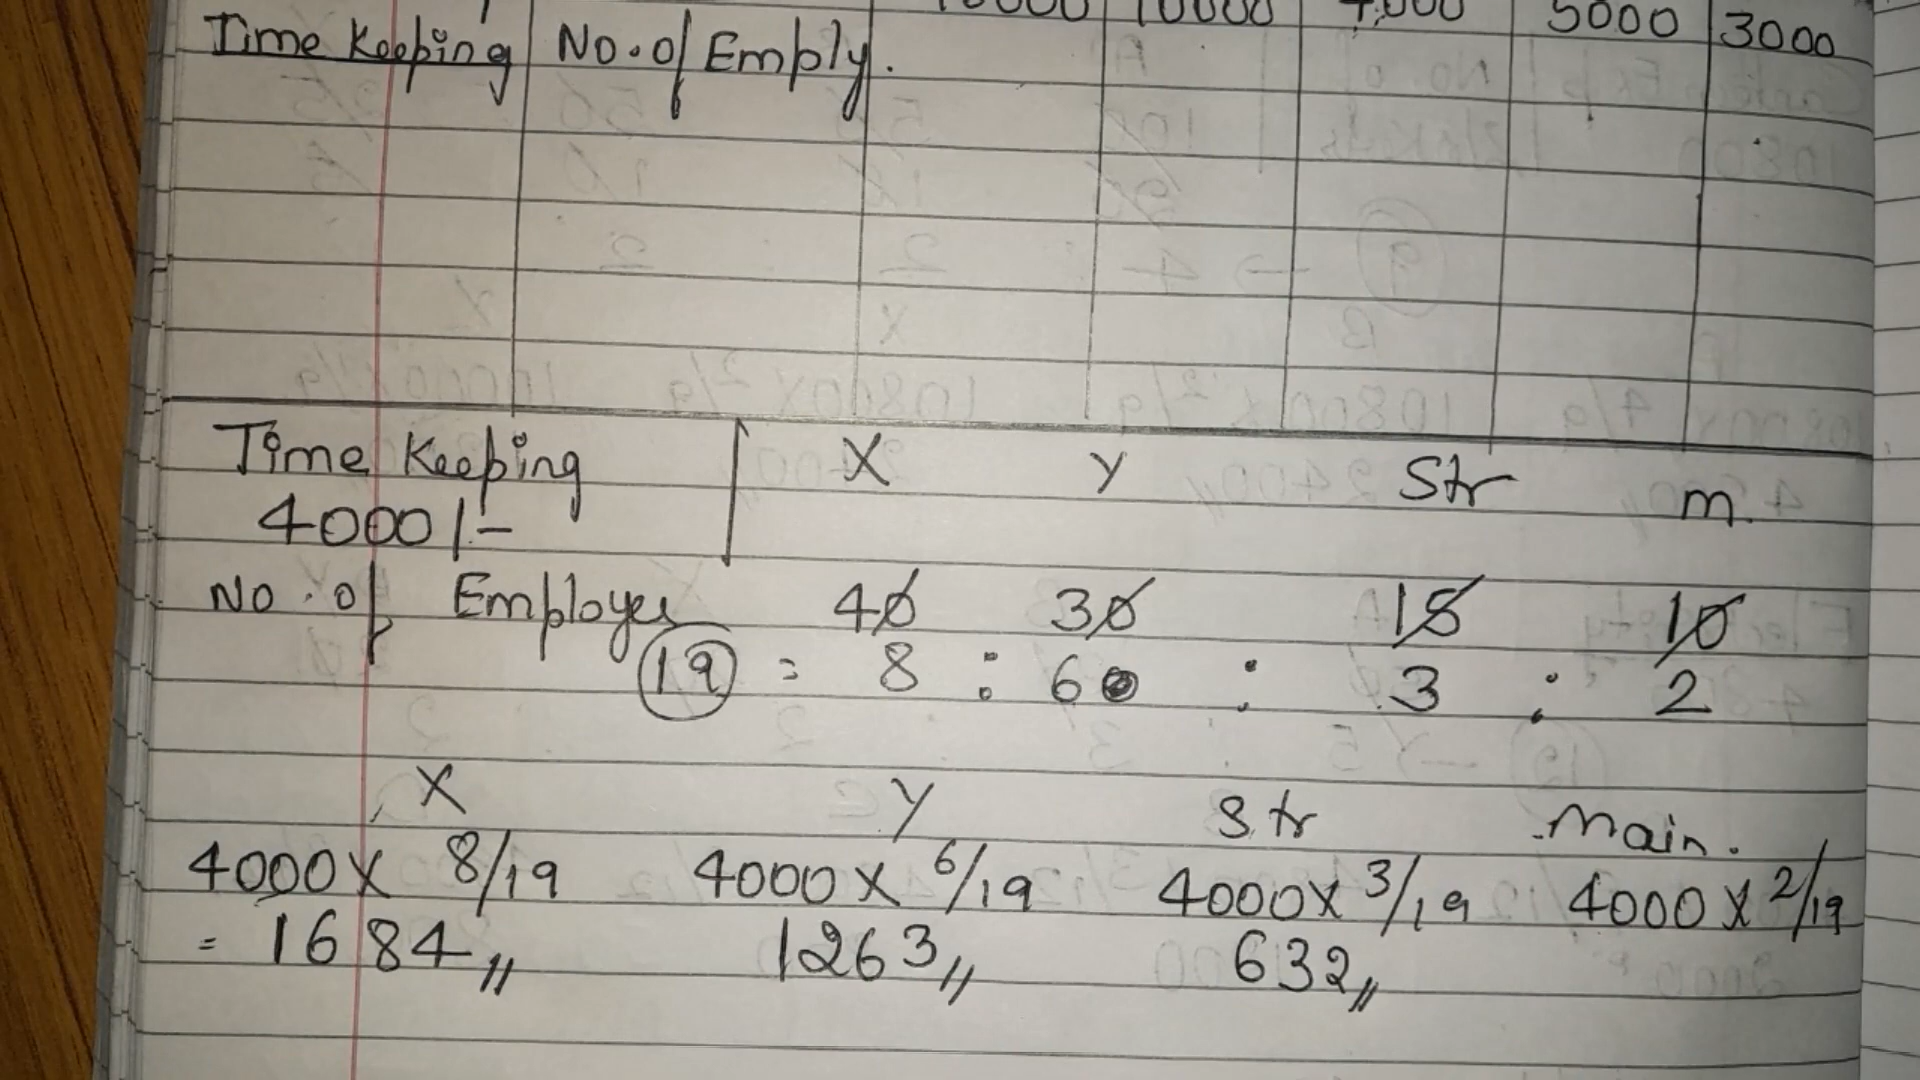 10000 10000 4,000 5000 3000
Time Keeping No. of Emply.
Time Keeping X Y Str m.
4000/-
No. of Employes 40 30 15 10
19 = 8 : 6 : 3 : 2
X Y Str Main.
4000 X 8/19 4000 X 6/19 4000 X 3/19 4000 X 2/19
= 1684,, 1263,, 632,,